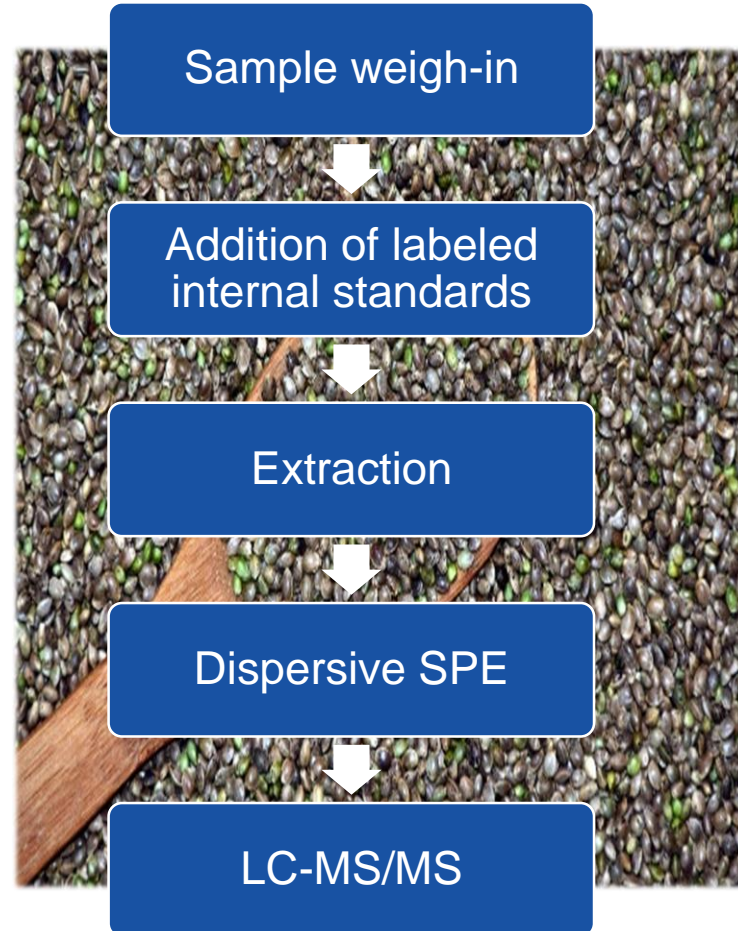 Sample weigh-in
Addition of labeled
internal standards
Extraction
Dispersive SPE
LC-MS/MS